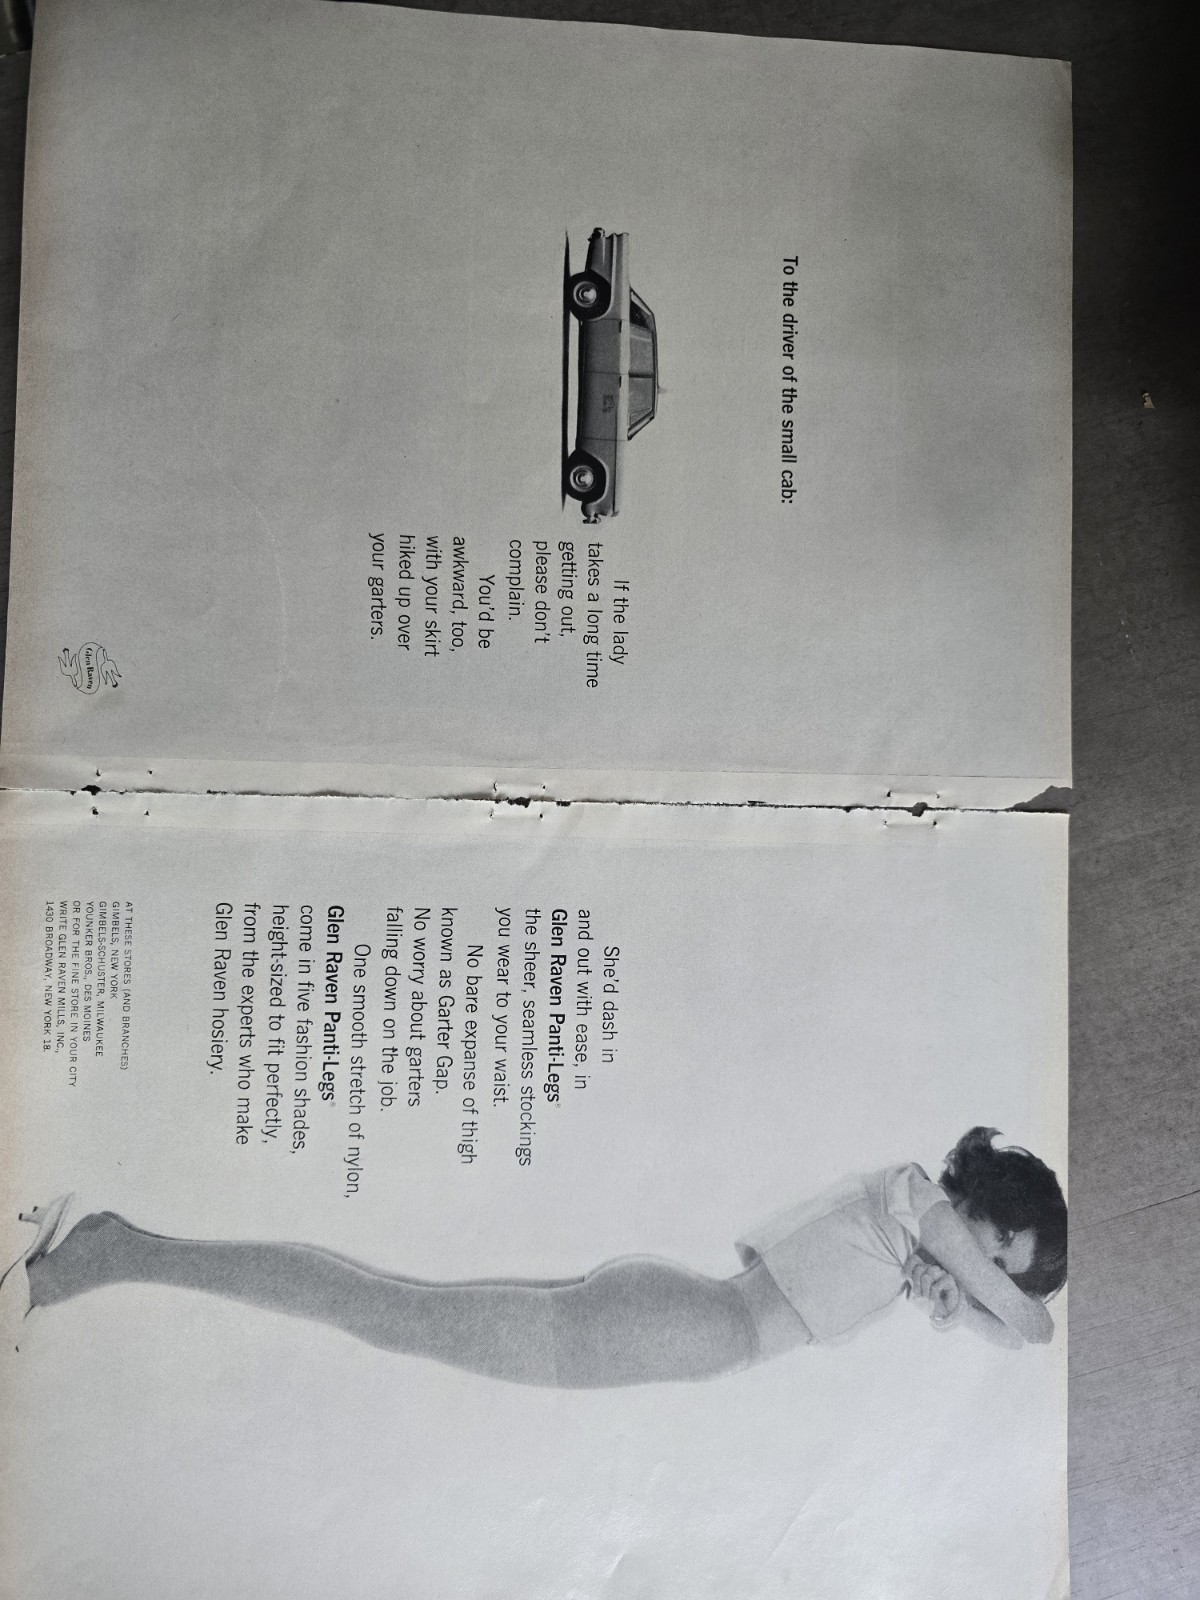 To the driver of the small cab:
If the lady
takes a long time
getting out,
please don't
complain.
You'd be
awkward, too,
with your skirt
hiked up over
your garters.
Glen Raven
She'd dash in
and out with ease, in
Glen Raven Panti-Legs®
the sheer, seamless stockings
you wear to your waist.
No bare expanse of thigh
known as Garter Gap.
No worry about garters
falling down on the job.
One smooth stretch of nylon,
Glen Raven Panti-Legs®
come in five fashion shades,
height-sized to fit perfectly,
from the experts who make
Glen Raven hosiery.
AT THESE STORES (AND BRANCHES)
GIMBELS, NEW YORK
GIMBELS-SCHUSTER, MILWAUKEE
YOUNKER BROS., DES MOINES
OR FOR THE FINE STORE IN YOUR CITY
WRITE GLEN RAVEN MILLS, INC.,
1430 BROADWAY, NEW YORK 18.